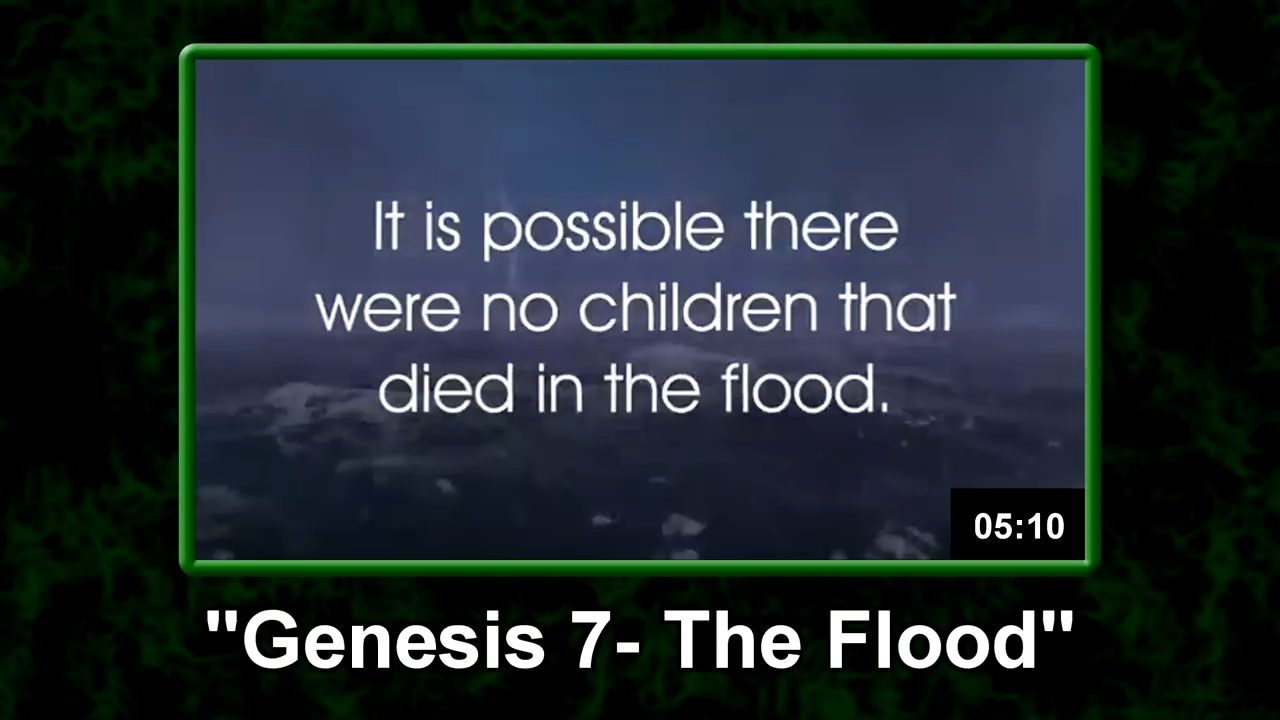 It is possible there
were no children that
died in the flood.
05:10
"Genesis 7- The Flood"